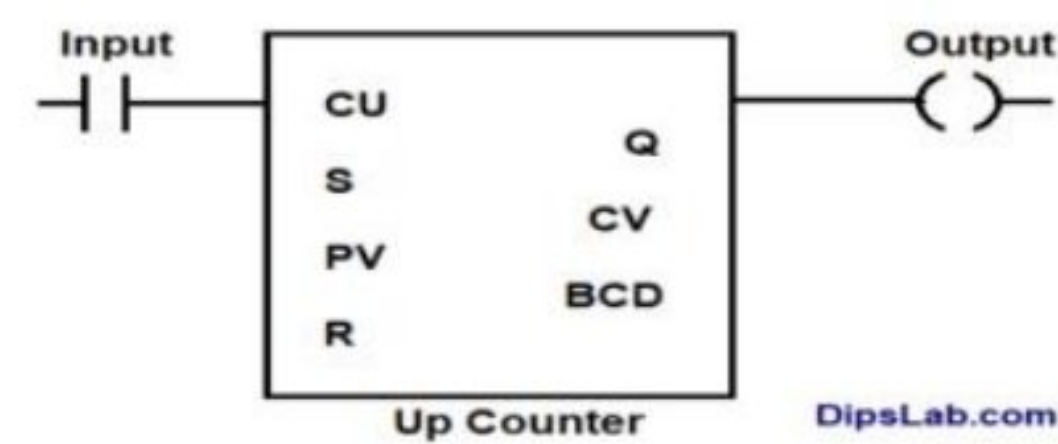 Input
Output
CU
S
PV
R
Q
CV
BCD
Up Counter
DipsLab.com